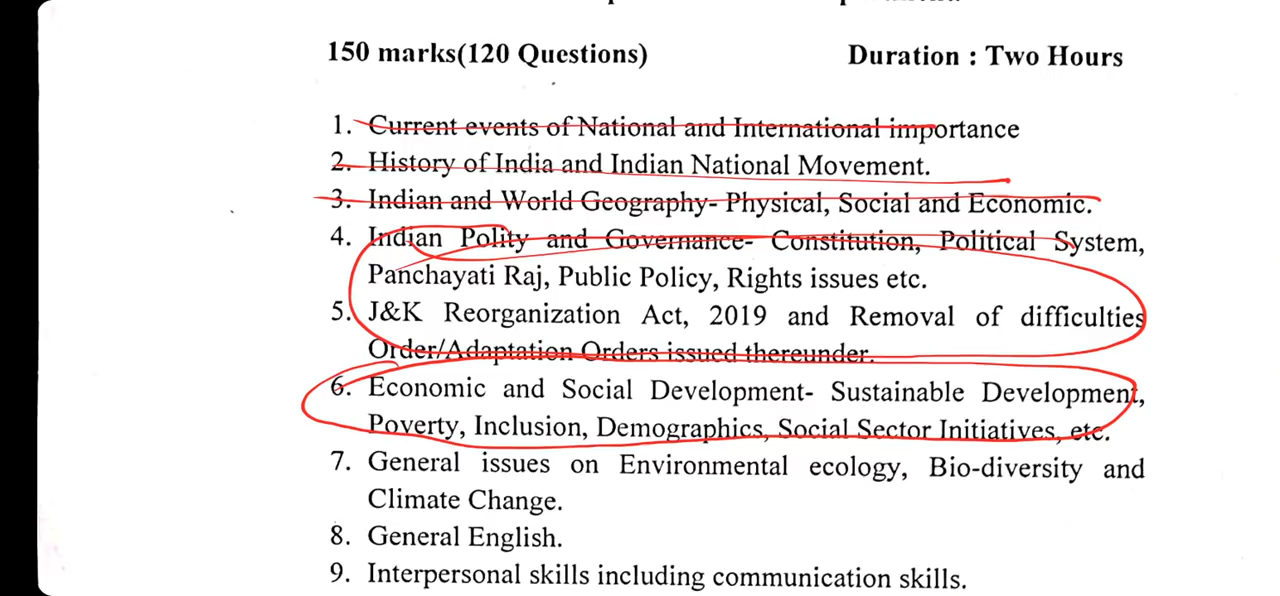 150 marks(120 Questions) Duration : Two Hours
1. Current events of National and International importance
2. History of India and Indian National Movement.
3. Indian and World Geography- Physical, Social and Economic.
4. Indian Polity and Governance- Constitution, Political System,
Panchayati Raj, Public Policy, Rights issues etc.
5. J&K Reorganization Act, 2019 and Removal of difficulties
Order/Adaptation Orders issued thereunder.
6. Economic and Social Development- Sustainable Development,
Poverty, Inclusion, Demographics, Social Sector Initiatives, etc.
7. General issues on Environmental ecology, Bio-diversity and
Climate Change.
8. General English.
9. Interpersonal skills including communication skills.